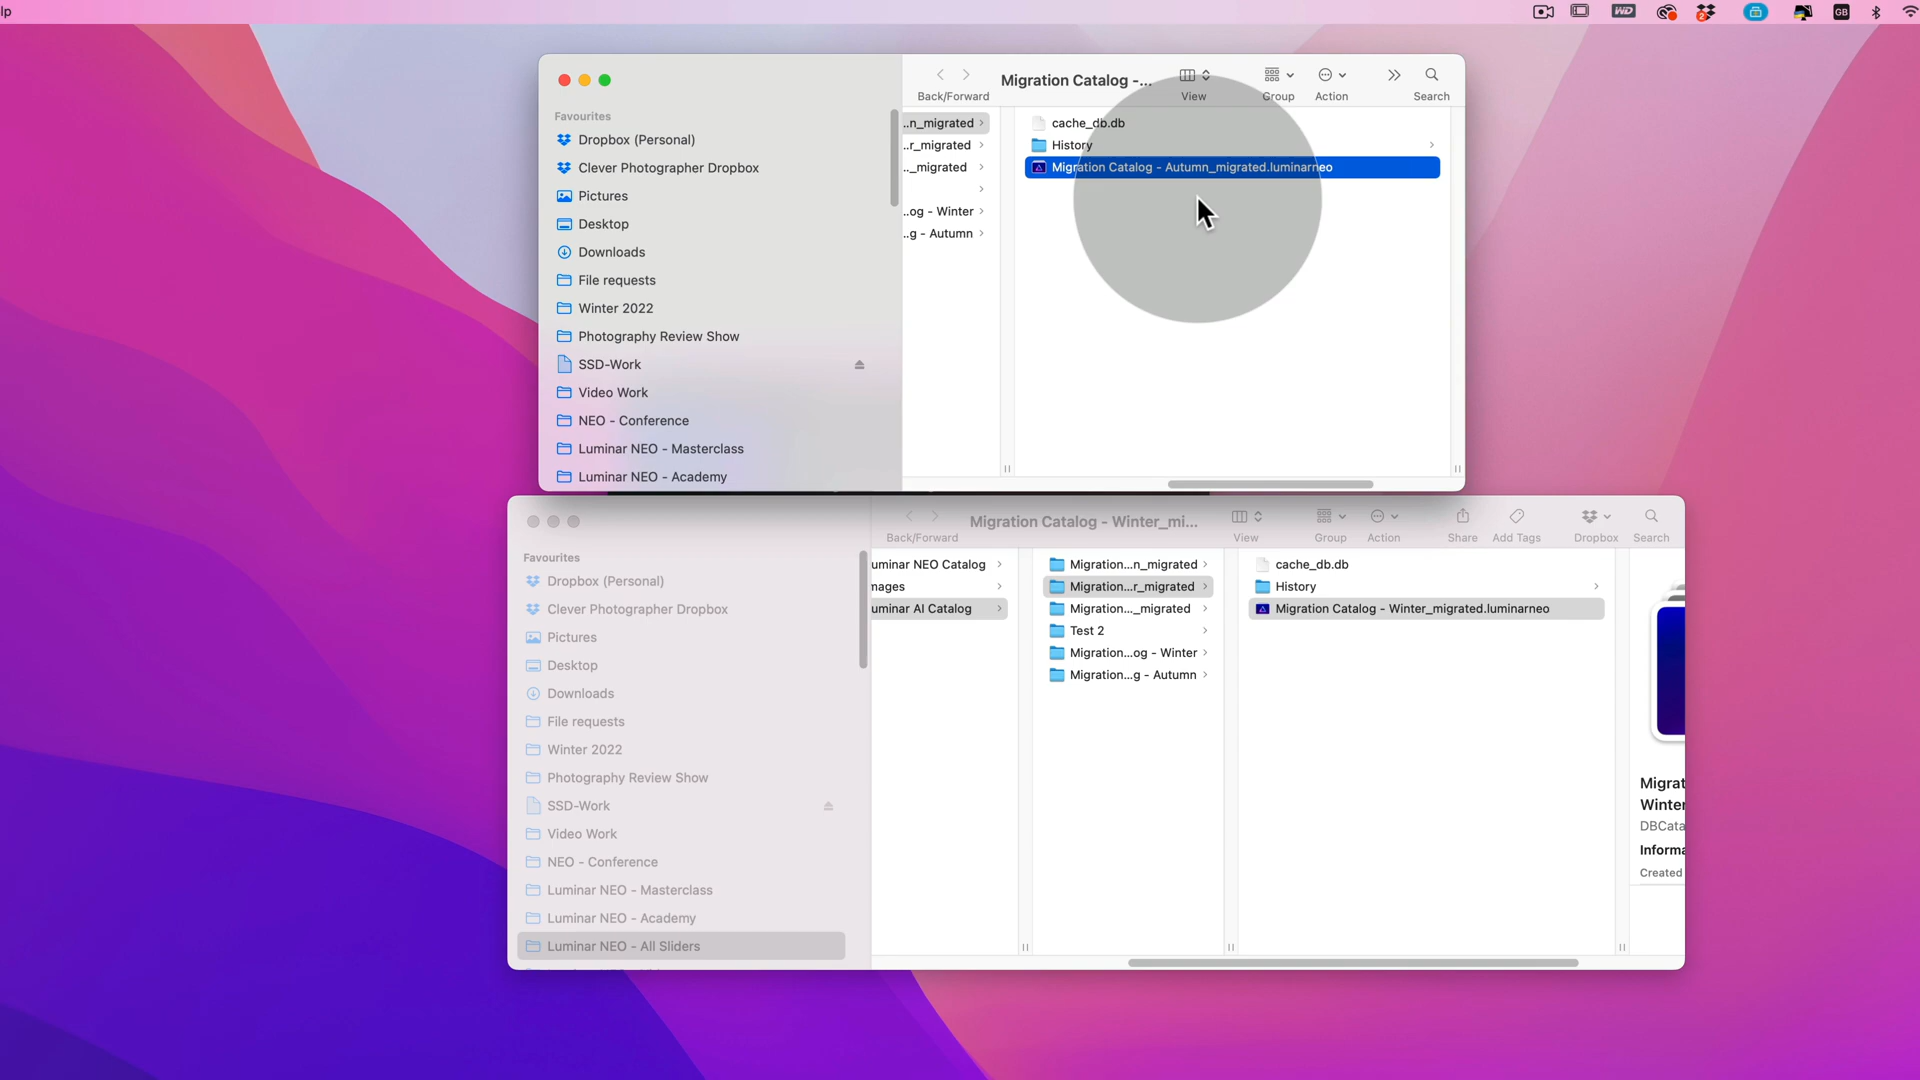 lp
WD
2
GB
Migration Catalog -...
Back/Forward
View
Group
Action
Search
Favourites
Dropbox (Personal)
Clever Photographer Dropbox
Pictures
Desktop
Downloads
File requests
Winter 2022
Photography Review Show
SSD-Work
Video Work
NEO - Conference
Luminar NEO - Masterclass
Luminar NEO - Academy
...n_migrated
...r_migrated
..._migrated
...og - Winter
...g - Autumn
cache_db.db
History
Migration Catalog - Autumn_migrated.luminarneo
Migration Catalog - Winter_mi...
Back/Forward
View
Group
Action
Share
Add Tags
Dropbox
Search
Favourites
Dropbox (Personal)
Clever Photographer Dropbox
Pictures
Desktop
Downloads
File requests
Winter 2022
Photography Review Show
SSD-Work
Video Work
NEO - Conference
Luminar NEO - Masterclass
Luminar NEO - Academy
Luminar NEO - All Sliders
uminar NEO Catalog
mages
uminar AI Catalog
Migration...n_migrated
Migration...r_migrated
Migration..._migrated
Test 2
Migration...og - Winter
Migration...g - Autumn
cache_db.db
History
Migration Catalog - Winter_migrated.luminarneo
Migrat
Winter
DBCata
Informa
Created